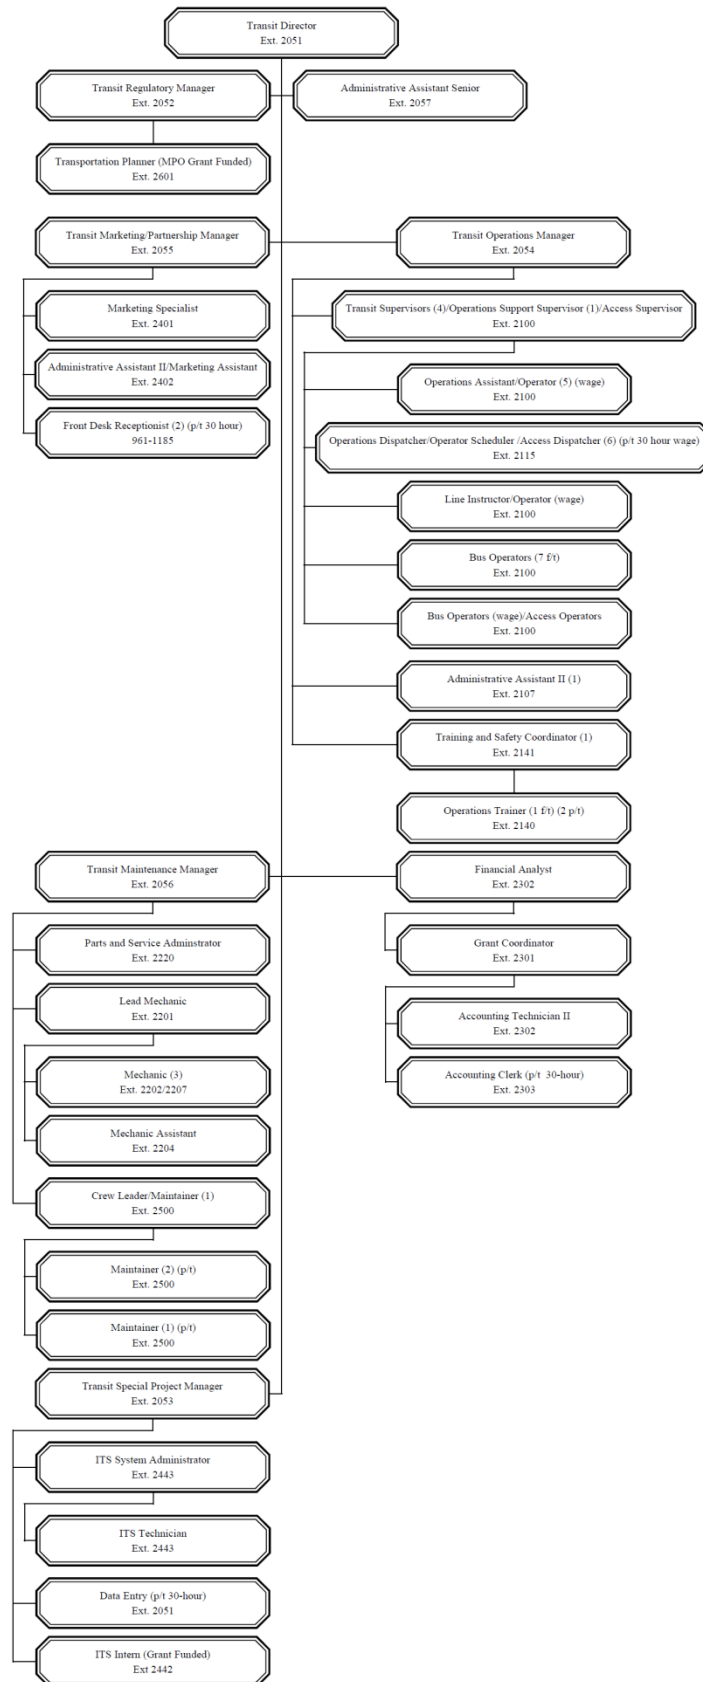 Transit Director
Ext. 2051
Transit Regulatory Manager
Ext. 2052
Administrative Assistant Senior
Ext. 2057
Transportation Planner (MPO Grant Funded)
Ext. 2601
Transit Marketing/Partnership Manager
Ext. 2055
Transit Operations Manager
Ext. 2054
Marketing Specialist
Ext. 2401
Administrative Assistant II/Marketing Assistant
Ext. 2402
Front Desk Receptionist (2) (p/t 30 hour)
961-1185
Transit Supervisors (4)/Operations Support Supervisor (1)/Access Supervisor
Ext. 2100
Operations Assistant/Operator (5) (wage)
Ext. 2100
Operations Dispatcher/Operator Scheduler /Access Dispatcher (6) (p/t 30 hour wage)
Ext. 2115
Line Instructor/Operator (wage)
Ext. 2100
Bus Operators (7 f/t)
Ext. 2100
Bus Operators (wage)/Access Operators
Ext. 2100
Administrative Assistant II (1)
Ext. 2107
Training and Safety Coordinator (1)
Ext. 2141
Operations Trainer (1 f/t) (2 p/t)
Ext. 2140
Transit Maintenance Manager
Ext. 2056
Financial Analyst
Ext. 2302
Parts and Service Adminstrator
Ext. 2220
Lead Mechanic
Ext. 2201
Mechanic (3)
Ext. 2202/2207
Mechanic Assistant
Ext. 2204
Crew Leader/Maintainer (1)
Ext. 2500
Maintainer (2) (p/t)
Ext. 2500
Maintainer (1) (p/t)
Ext. 2500
Grant Coordinator
Ext. 2301
Accounting Technician II
Ext. 2302
Accounting Clerk (p/t 30-hour)
Ext. 2303
Transit Special Project Manager
Ext. 2053
ITS System Administrator
Ext. 2443
ITS Technician
Ext. 2443
Data Entry (p/t 30-hour)
Ext. 2051
ITS Intern (Grant Funded)
Ext 2442